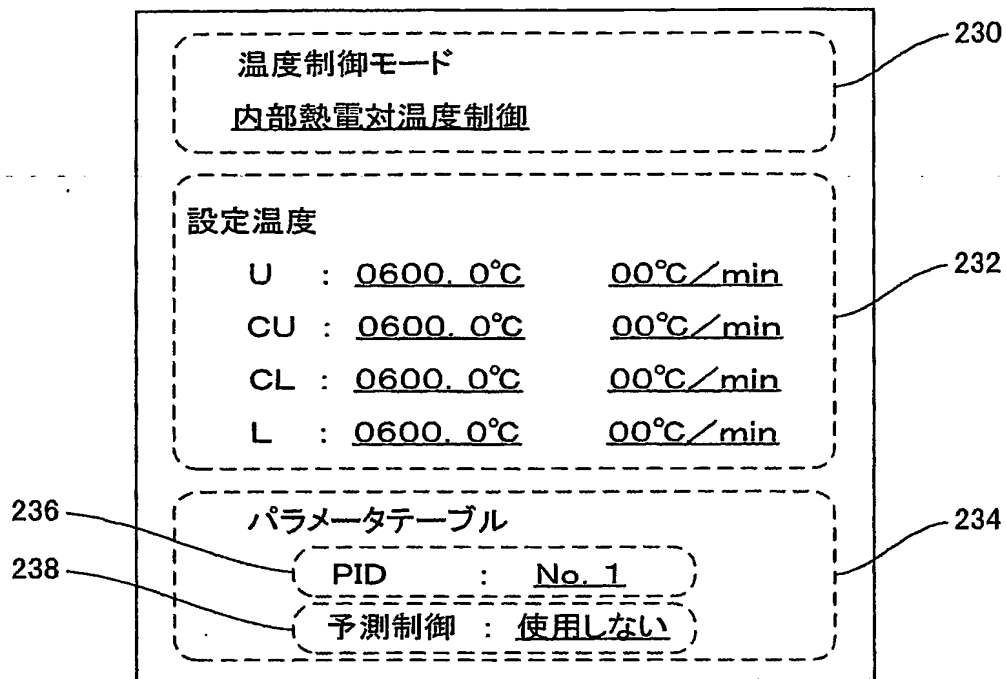 230
温度制御モード
内部熱電対温度制御
設定温度
U : 0600. 0℃ 00℃/min
232
CU : 0600. 0℃ 00℃/min
CL : 0600. 0℃ 00℃/min
L : 0600. 0℃ 00℃/min
236
パラメータテーブル
234
PID : No. 1
238
予測制御 : 使用しない